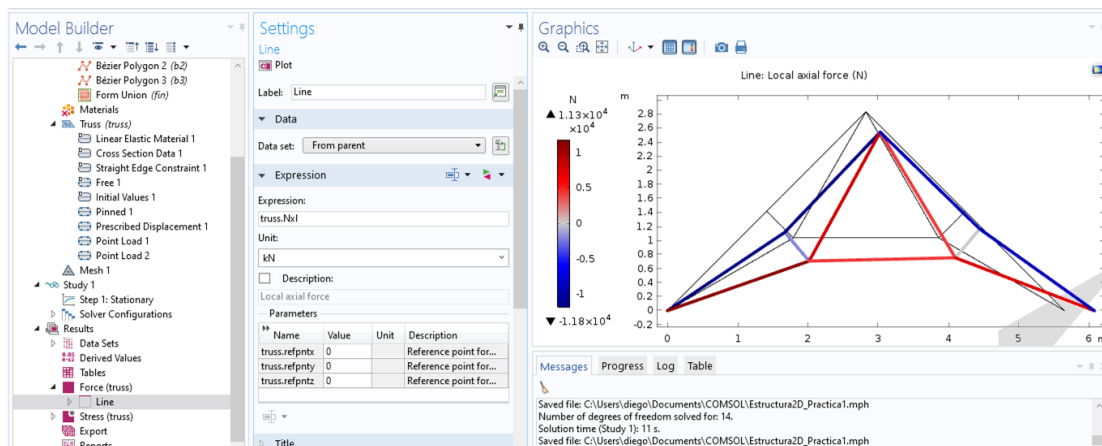 Model Builder
Bézier Polygon 2 (b2)
Bézier Polygon 3 (b3)
Form Union (fin)
Materials
Truss (truss)
Linear Elastic Material 1
Cross Section Data 1
Straight Edge Constraint 1
Free 1
Initial Values 1
Pinned 1
Prescribed Displacement 1
Point Load 1
Point Load 2
Mesh 1
Study 1
Step 1: Stationary
Solver Configurations
Results
Data Sets
8.85
e-12
Derived Values
Tables
Force (truss)
Line
Stress (truss)
Export
Reports
Settings
Line
Plot
Label: Line
Data
Data set: From parent
Expression
Expression:
truss.Nxl
Unit:
kN
Description:
Local axial force
Parameters
Name Value Unit Description
truss.refpntx 0 Reference point for...
truss.refpnty 0 Reference point for...
truss.refpntz 0 Reference point for...
Title
Graphics
Line: Local axial force (N)
N
▲ 1.13×10⁴
×10⁴
1
0.5
0
-0.5
-1
▼ -1.18×10⁴
m
2.8
2.6
2.4
2.2
2
1.8
1.6
1.4
1.2
1
0.8
0.6
0.4
0.2
0
-0.2
0 1 2 3 4 5 6
Messages Progress Log Table
Saved file: C:\Users\diego\Documents\COMSOL\Estructura2D_Practica1.mph
Number of degrees of freedom solved for: 14.
Solution time (Study 1): 11 s.
Saved file: C:\Users\diego\Documents\COMSOL\Estructura2D_Practica1.mph